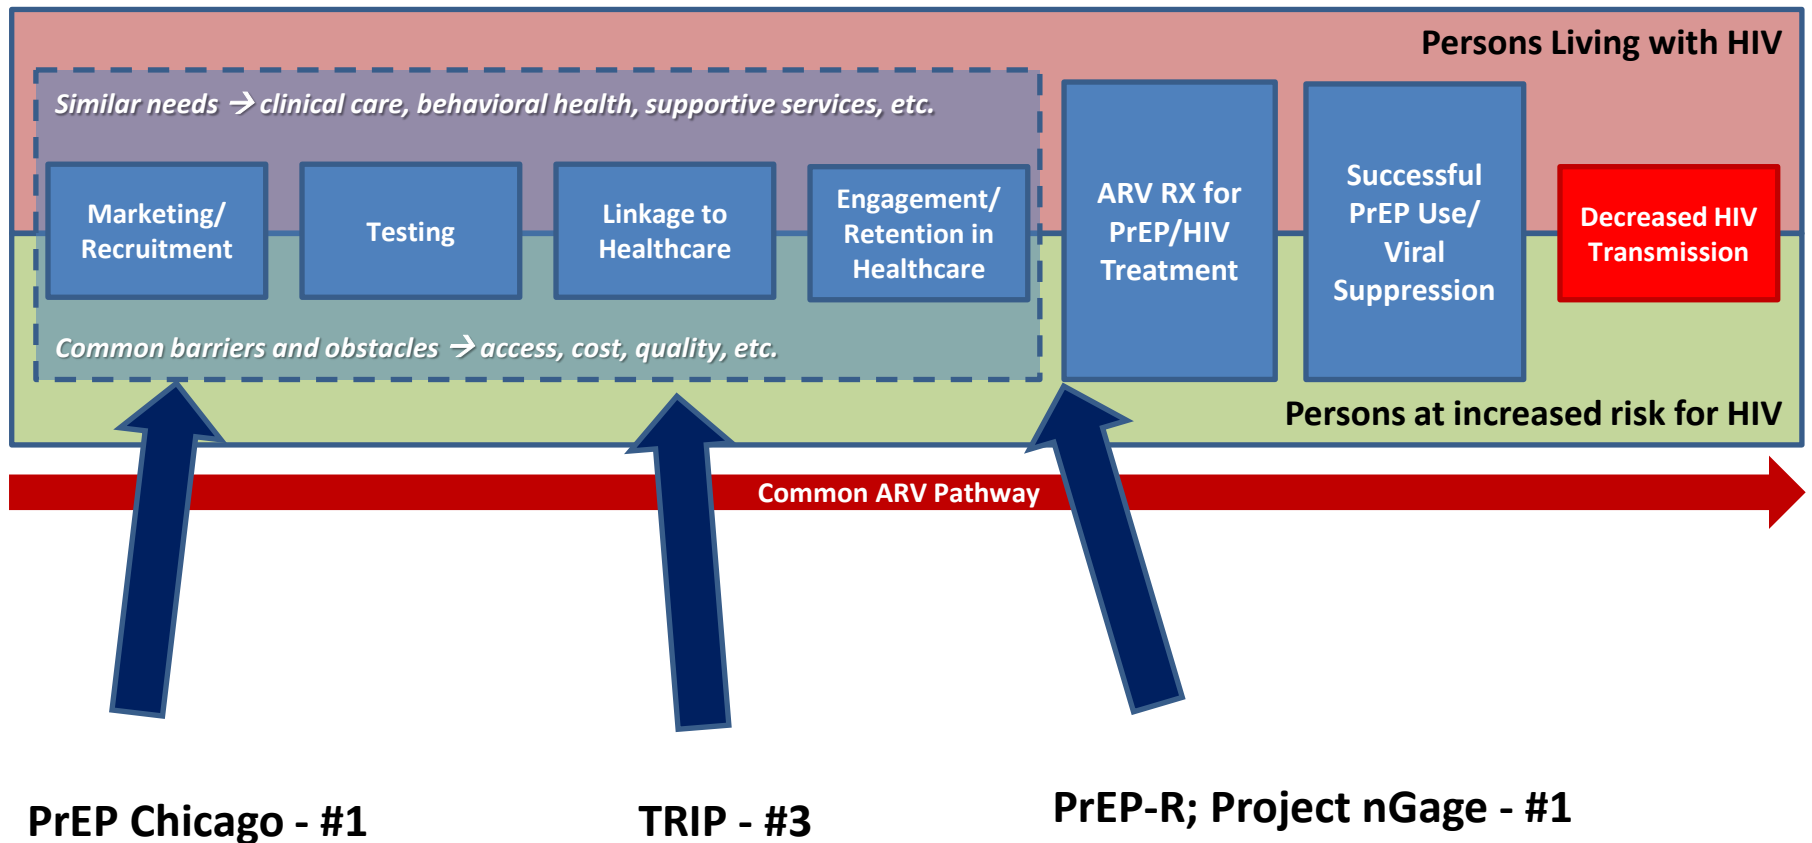 Persons Living with HIV
Similar needs → clinical care, behavioral health, supportive services, etc.
Marketing/
Recruitment
Testing
Linkage to
Healthcare
Engagement/
Retention in
Healthcare
ARV RX for
PrEP/HIV
Treatment
Successful
PrEP Use/
Viral
Suppression
Decreased HIV
Transmission
Common barriers and obstacles → access, cost, quality, etc.
Persons at increased risk for HIV
Common ARV Pathway
PrEP Chicago - #1
TRIP - #3
PrEP-R; Project nGage - #1